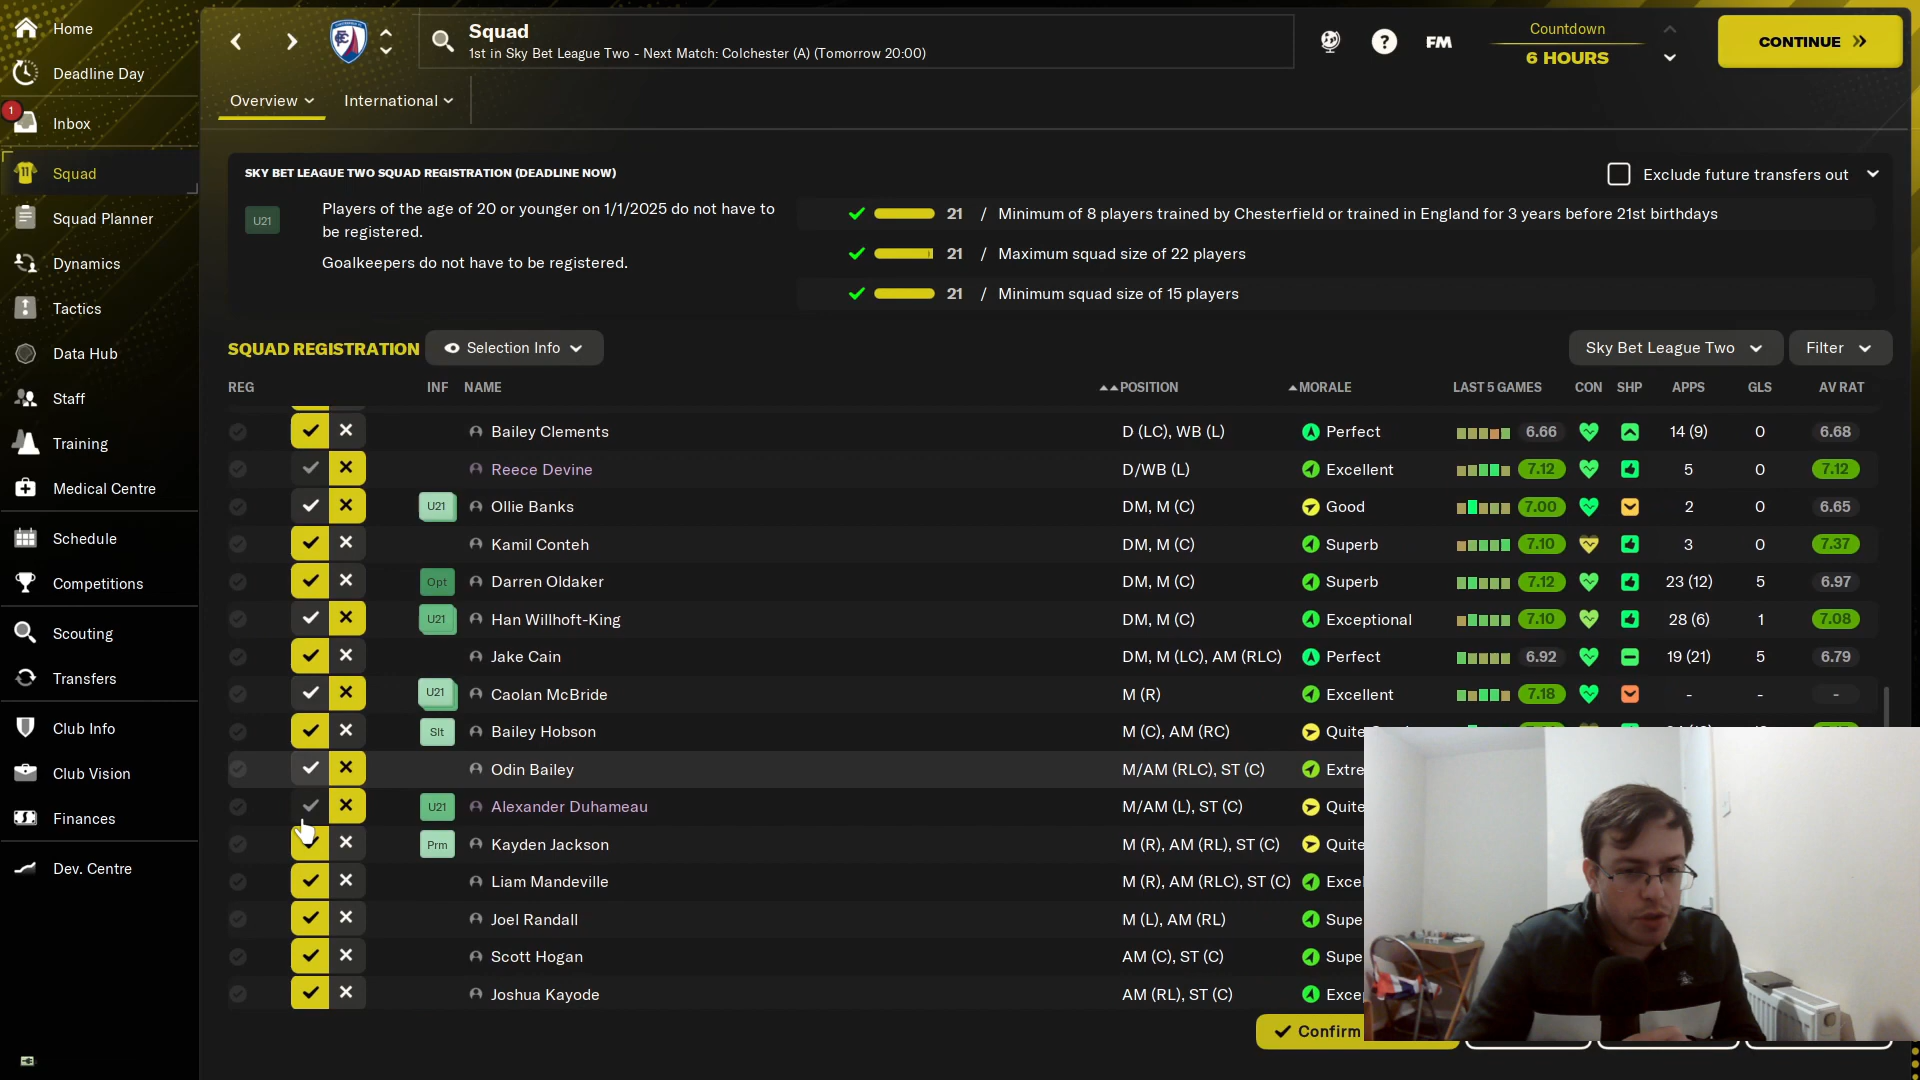 Home
Deadline Day
1
Inbox
Squad
Squad Planner
Dynamics
Tactics
Data Hub
Staff
Training
Medical Centre
Schedule
Competitions
Scouting
Transfers
Club Info
Club Vision
Finances
Dev. Centre
Squad
1st in Sky Bet League Two - Next Match: Colchester (A) (Tomorrow 20:00)
?
FM
Countdown
6 HOURS
CONTINUE
Overview
International
SKY BET LEAGUE TWO SQUAD REGISTRATION (DEADLINE NOW)
Exclude future transfers out
U21
Players of the age of 20 or younger on 1/1/2025 do not have to
be registered.
Goalkeepers do not have to be registered.
21 / Minimum of 8 players trained by Chesterfield or trained in England for 3 years before 21st birthdays
21 / Maximum squad size of 22 players
21 / Minimum squad size of 15 players
SQUAD REGISTRATION
Selection Info
Sky Bet League Two
Filter
REG INF NAME POSITION MORALE LAST 5 GAMES CON SHP APPS GLS AV RAT
Bailey Clements D (LC), WB (L) Perfect 6.66 14 (9) 0 6.68
Reece Devine D/WB (L) Excellent 7.12 5 0 7.12
U21 Ollie Banks DM, M (C) Good 7.00 2 0 6.65
Kamil Conteh DM, M (C) Superb 7.10 3 0 7.37
Opt Darren Oldaker DM, M (C) Superb 7.12 23 (12) 5 6.97
U21 Han Willhoft-King DM, M (C) Exceptional 7.10 28 (6) 1 7.08
Jake Cain DM, M (LC), AM (RLC) Perfect 6.92 19 (21) 5 6.79
U21 Caolan McBride M (R) Excellent 7.18 - - -
Slt Bailey Hobson M (C), AM (RC) Quite
Odin Bailey M/AM (RLC), ST (C) Extre
U21 Alexander Duhameau M/AM (L), ST (C) Quite
Prm Kayden Jackson M (R), AM (RL), ST (C) Quite
Liam Mandeville M (R), AM (RLC), ST (C) Excel
Joel Randall M (L), AM (RL) Supe
Scott Hogan AM (C), ST (C) Supe
Joshua Kayode AM (RL), ST (C) Exce
Confirm